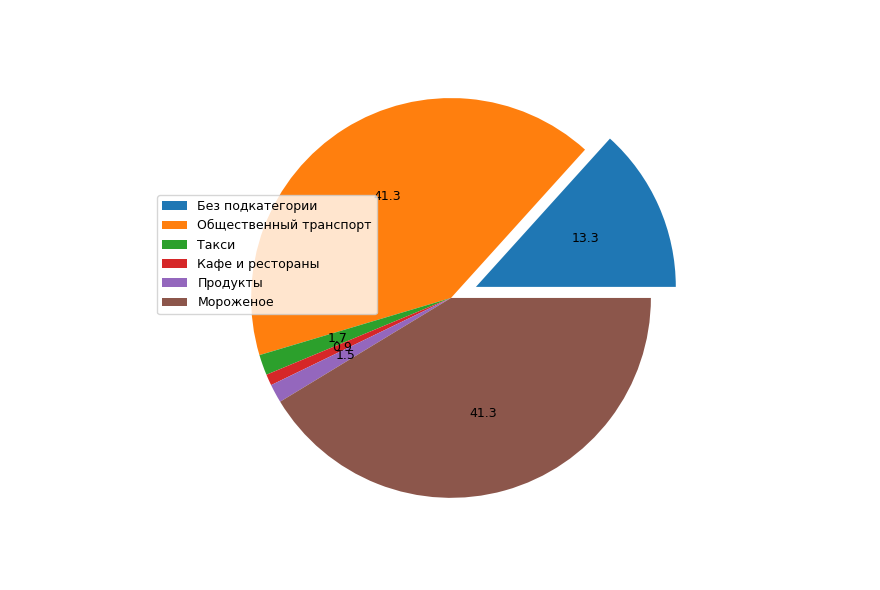 41.3
13.3
Без подкатегории
Общественный транспорт
Такси
Кафе и рестораны
Продукты
Мороженое
1.7
0.9
1.5
41.3